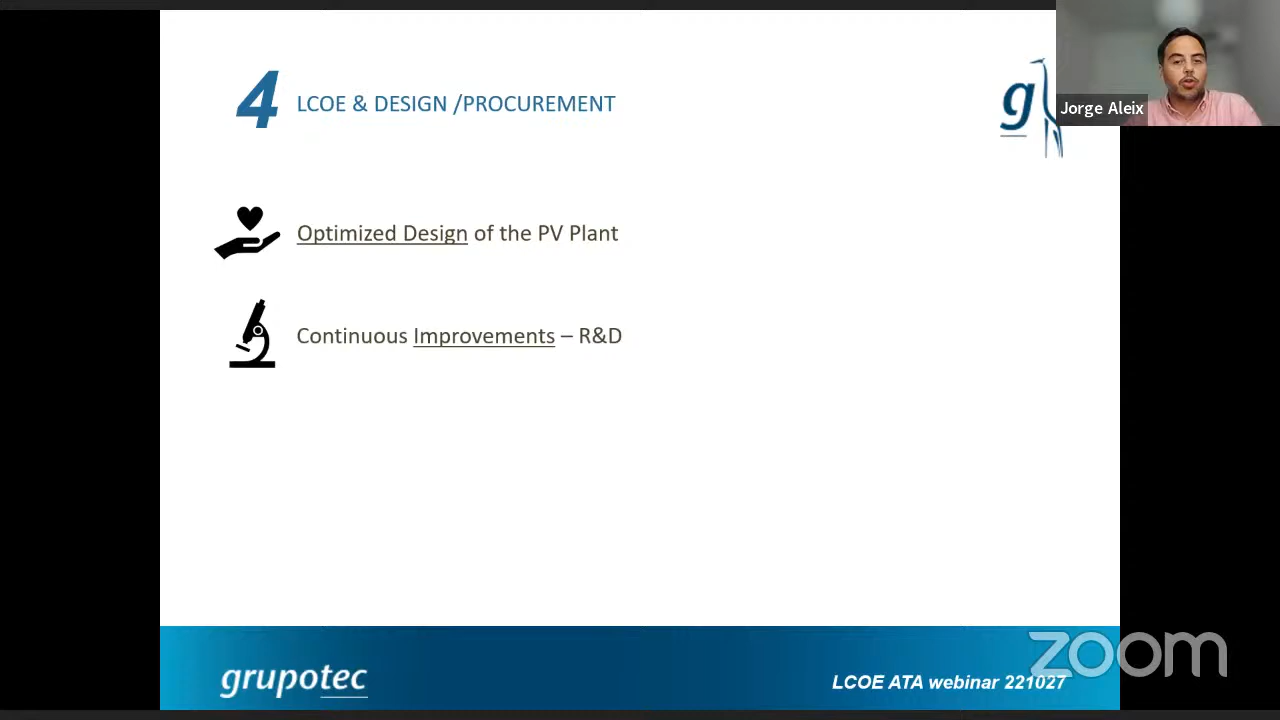 4 LCOE & DESIGN /PROCUREMENT
g
Jorge Aleix
Optimized Design of the PV Plant
Continuous Improvements – R&D
grupotec
LCOE ATA webinar 221027
zoom